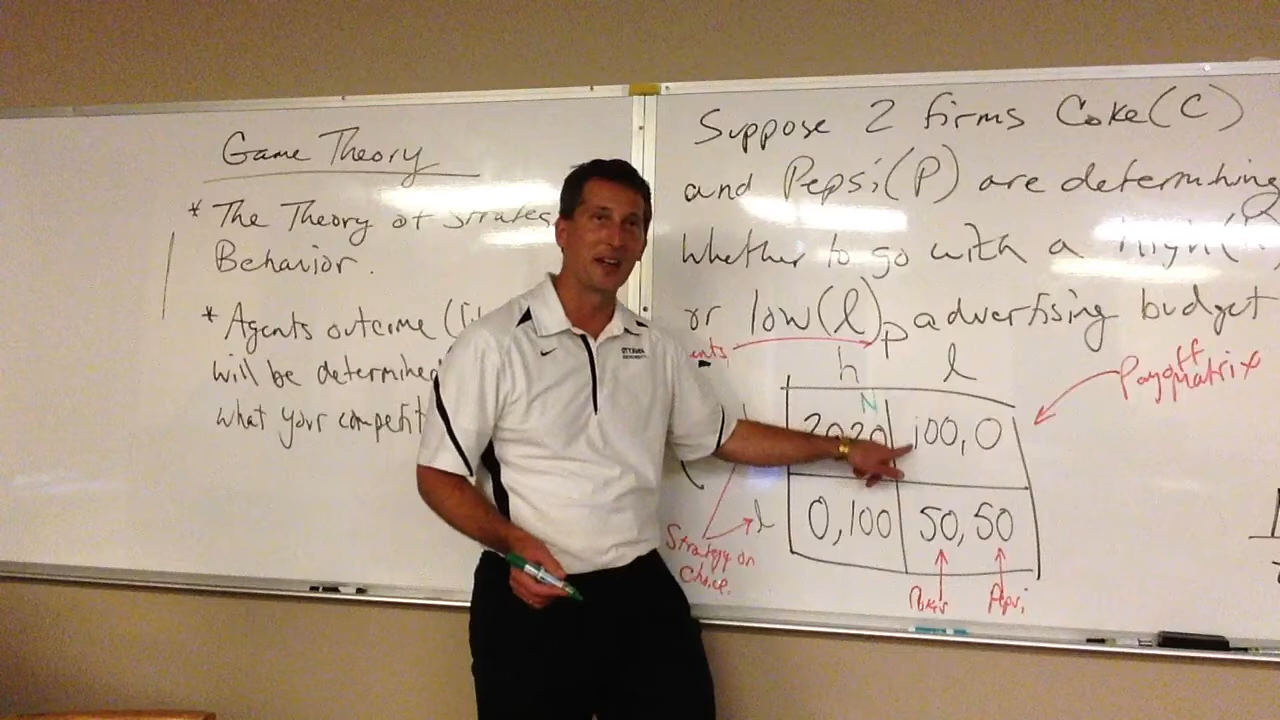 Game Theory
* The Theory of Strateg
Behavior.
* Agents outcome
will be determined
what your competit
Suppose 2 firms Coke(C)
and Pepsi(P) are determining
whether to go with a high(
or low(l) advertising budget
P
h l
N
20 20 100, 0
l 0, 100 50, 50
Payoff
Matrix
Strategy or
Choice.
Pepsi